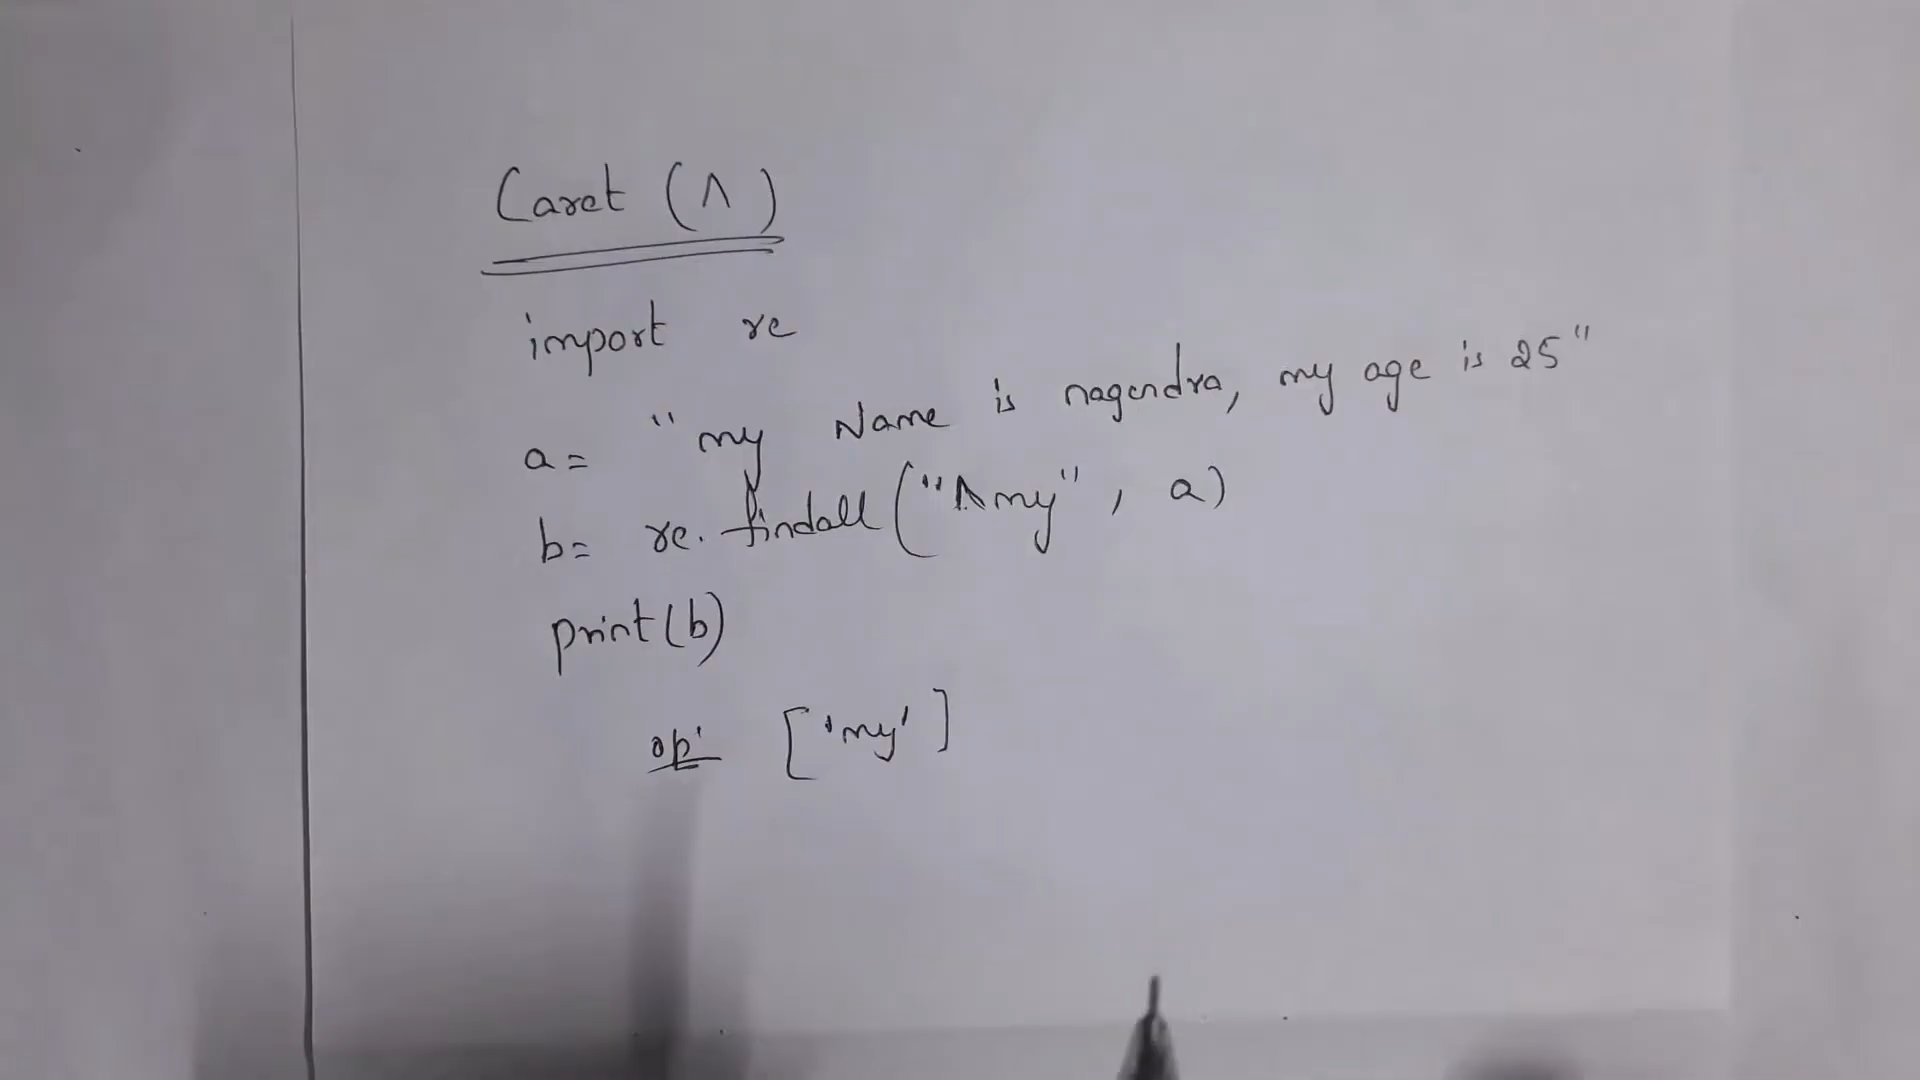 Caret (^)
import re
a= "my Name is nagendra, my age is 25"
b= re.findall("^my", a)
print(b)
op: ['my']